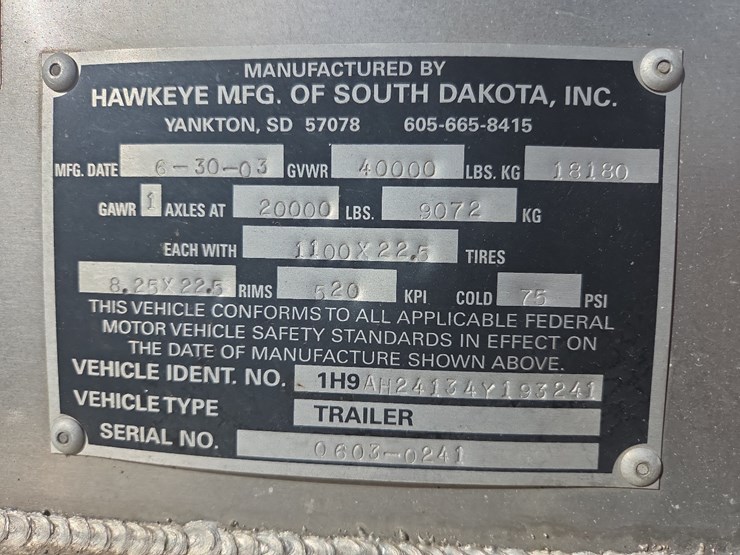 MANUFACTURED BY
HAWKEYE MFG. OF SOUTH DAKOTA, INC.
YANKTON, SD 57078 605-665-8415
MFG. DATE 6-30-03 GVWR 40000 LBS. KG 18180
GAWR 1 AXLES AT 20000 LBS. 9072 KG
EACH WITH 1100X22.5 TIRES
8.25X22.5 RIMS 520 KPI COLD 75 PSI
THIS VEHICLE CONFORMS TO ALL APPLICABLE FEDERAL
MOTOR VEHICLE SAFETY STANDARDS IN EFFECT ON
THE DATE OF MANUFACTURE SHOWN ABOVE.
VEHICLE IDENT. NO. 1H9AH24134Y193241
VEHICLE TYPE TRAILER
SERIAL NO. 0603-0241